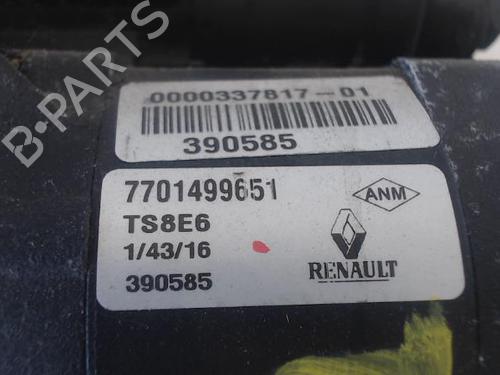 0000337817-01
390585
7701499651
TS8E6
1/43/16
390585
ANM
RENAULT
B-PARTS